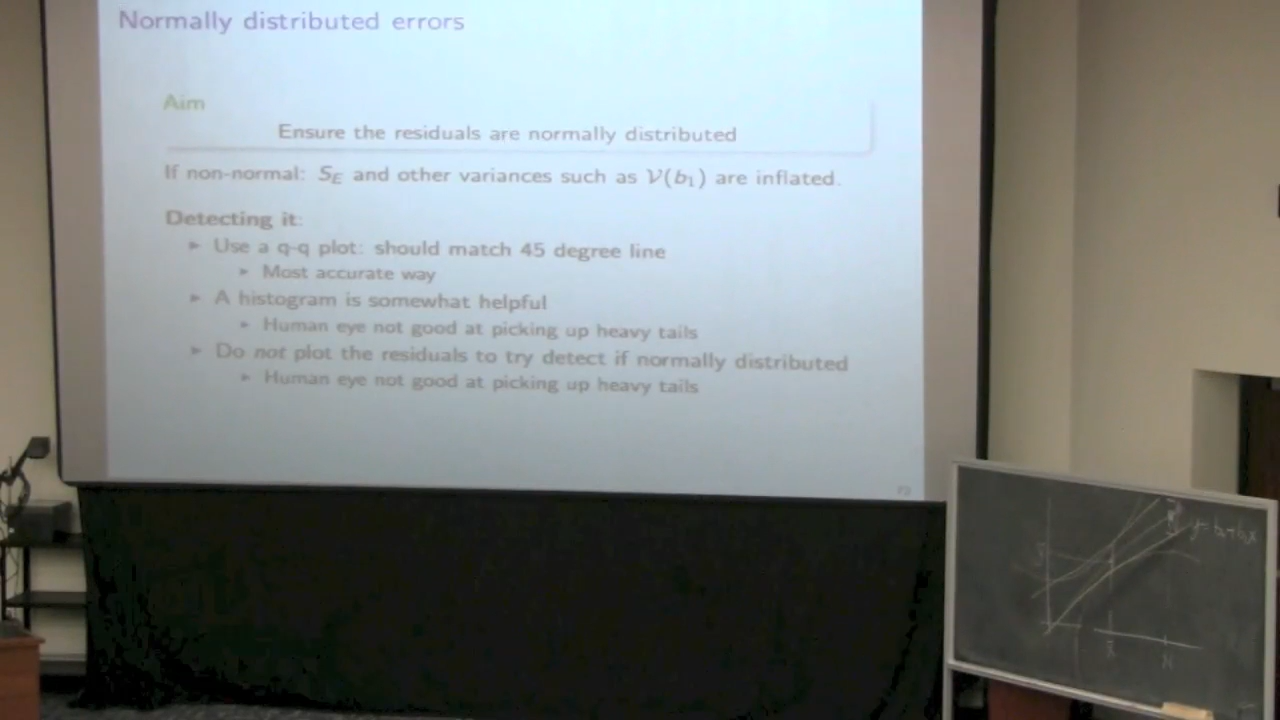 Normally distributed errors
Aim
Ensure the residuals are normally distributed
If non-normal: S_E and other variances such as V(b₁) are inflated.
Detecting it:
▸ Use a q-q plot: should match 45 degree line
▸ Most accurate way
▸ A histogram is somewhat helpful
▸ Human eye not good at picking up heavy tails
▸ Do not plot the residuals to try detect if normally distributed
▸ Human eye not good at picking up heavy tails